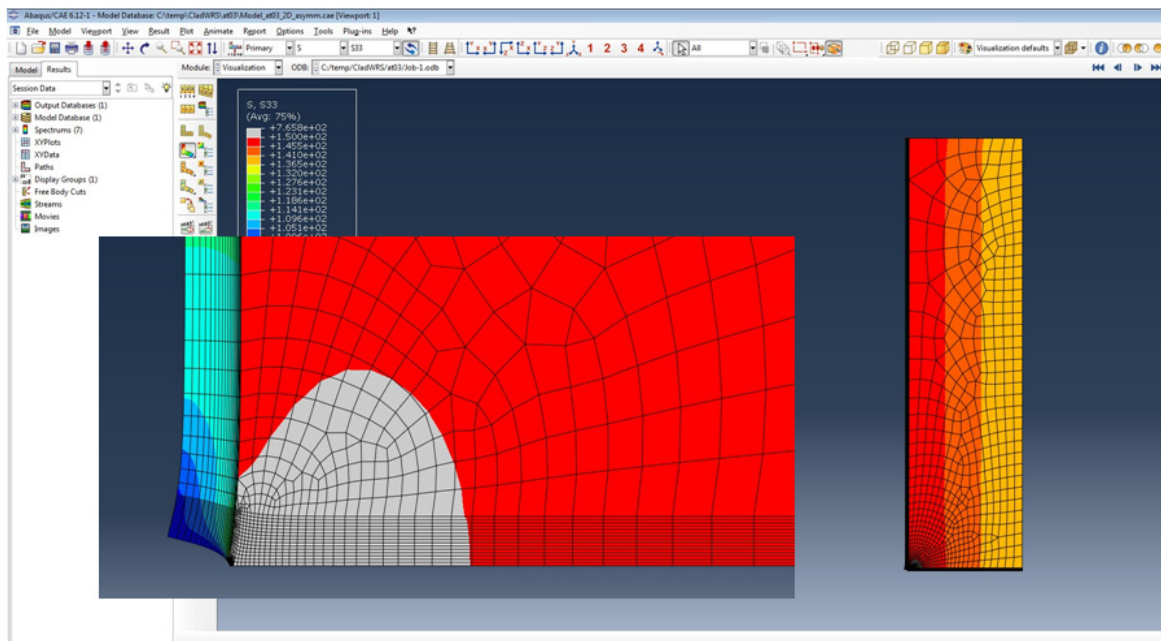 Abaqus/CAE 6.12-1 - Model Database: C:\temp\CladWRS\at03\Model_at03_2D_asymm.cae [Viewport: 1]
File Model Viewport View Result Plot Animate Report Options Tools Plug-ins Help
Primary S S33 1 2 3 4 All Visualization defaults
Model Results Module: Visualization ODB: C:/temp/CladWRS/at03/Job-1.odb
Session Data
Output Databases (1)
Model Database (1)
Spectrums (7)
XYPlots
XYData
Paths
Display Groups (1)
Free Body Cuts
Streams
Movies
Images
S, S33
(Avg: 75%)
+7.658e+02
+1.500e+02
+1.455e+02
+1.410e+02
+1.365e+02
+1.320e+02
+1.276e+02
+1.231e+02
+1.186e+02
+1.141e+02
+1.096e+02
+1.051e+02